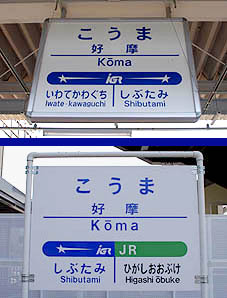 こうま
好摩
Kōma
IGR
いわてかわぐち しぶたみ
Iwate-kawaguchi Shibutami
こうま
好摩
Kōma
IGR JR
しぶたみ ひがしおおぶけ
Shibutami Higashi ōbuke